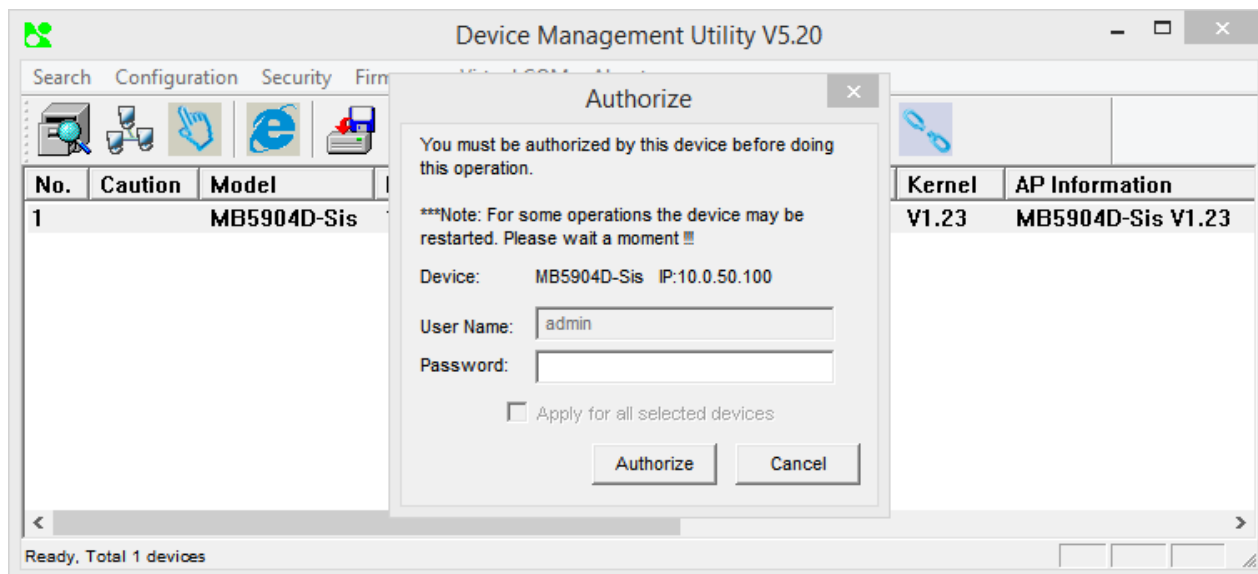 Device Management Utility V5.20
Search Configuration Security
Authorize
You must be authorized by this device before doing
this operation.
No. Caution Model Kernel AP Information
1 MB5904D-Sis V1.23 MB5904D-Sis V1.23
***Note: For some operations the device may be
restarted. Please wait a moment !!!
Device: MB5904D-Sis IP:10.0.50.100
User Name: admin
Password:
Apply for all selected devices
Authorize Cancel
Ready, Total 1 devices